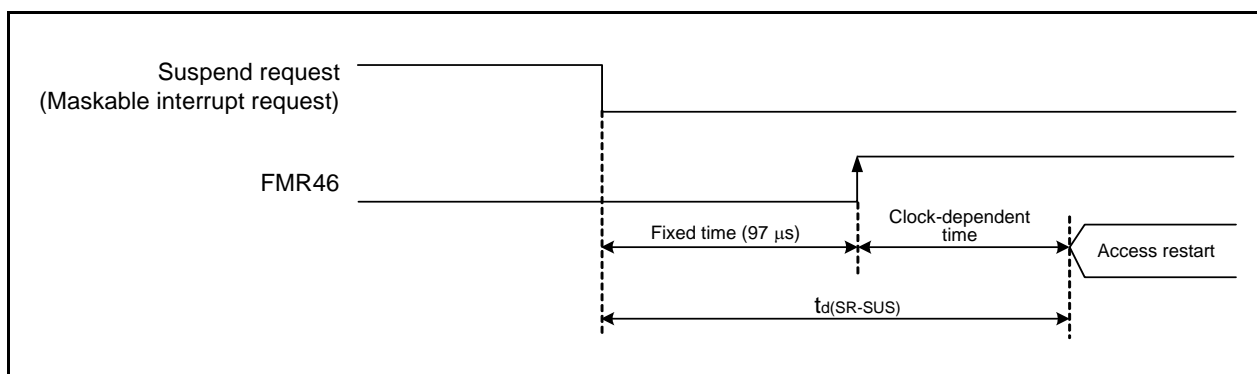 Suspend request
(Maskable interrupt request)
FMR46
Fixed time (97 μs)
Clock-dependent
time
Access restart
td(SR-SUS)